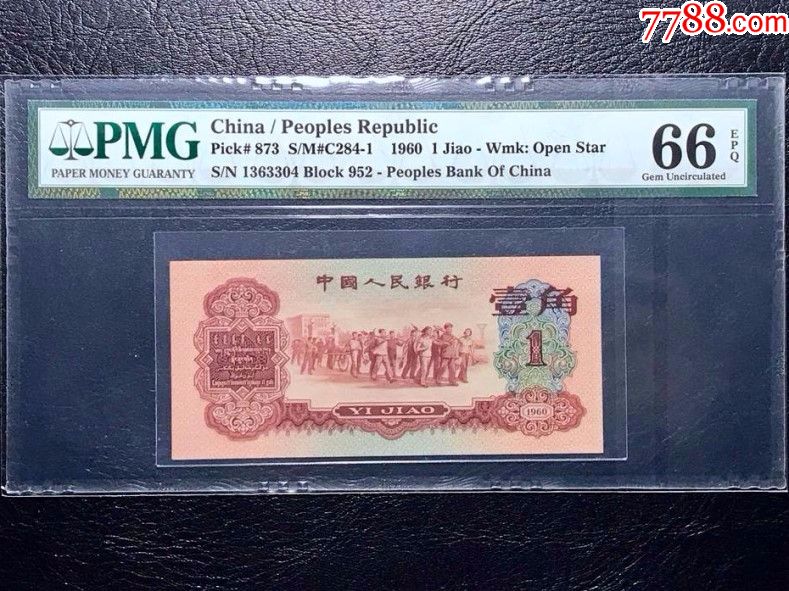 7788.com
PMG
PAPER MONEY GUARANTY
China / Peoples Republic
Pick# 873 S/M#C284-1 1960 1 Jiao - Wmk: Open Star
S/N 1363304 Block 952 - Peoples Bank Of China
66
EPQ
Gem Uncirculated
中國人民銀行
壹角
1
YI JIAO
1960